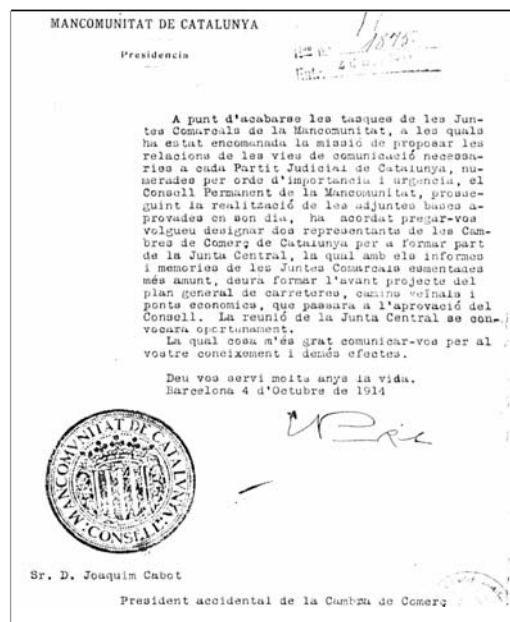 MANCOMUNITAT DE CATALUNYA
Presidencia
1875
A punt d'acabarse les tasques de les Jun-
tes Comarcals de la Mancomunitat, a les quals
ha estat encomanada la missió de proposar les
relacions de les vies de comunicació necessa-
ries a cada Partit Judicial de Catalunya, nu-
merades per orde d'importancia i urgencia, el
Consell Permanent de la Mancomunitat, prosse-
guint la realització de les adjuntes bases a-
provades en son dia, ha acordat pregar-vos
volgueu designar dos representants de les Cam-
bres de Comerç de Catalunya per a formar part
de la Junta Central, la qual amb els informes
i memories de les Juntes Comarcals esmentades
més amunt, deura formar l'avant projecte del
plan general de carreteres, camins veïnals i
ponts economics, que passara a l'aprovació del
Consell. La reunió de la Junta Central se con-
vocara oportunament.
La qual cosa m'és grat comunicar-vos per al
vostre coneixement i demés efectes.
Deu vos servi molts anys la vida.
Barcelona 4 d'Octubre de 1914
MANCOMUNITAT DE CATALUNYA
CONSELL
Sr. D. Joaquim Cabot
President accidental de la Cambra de Comerç